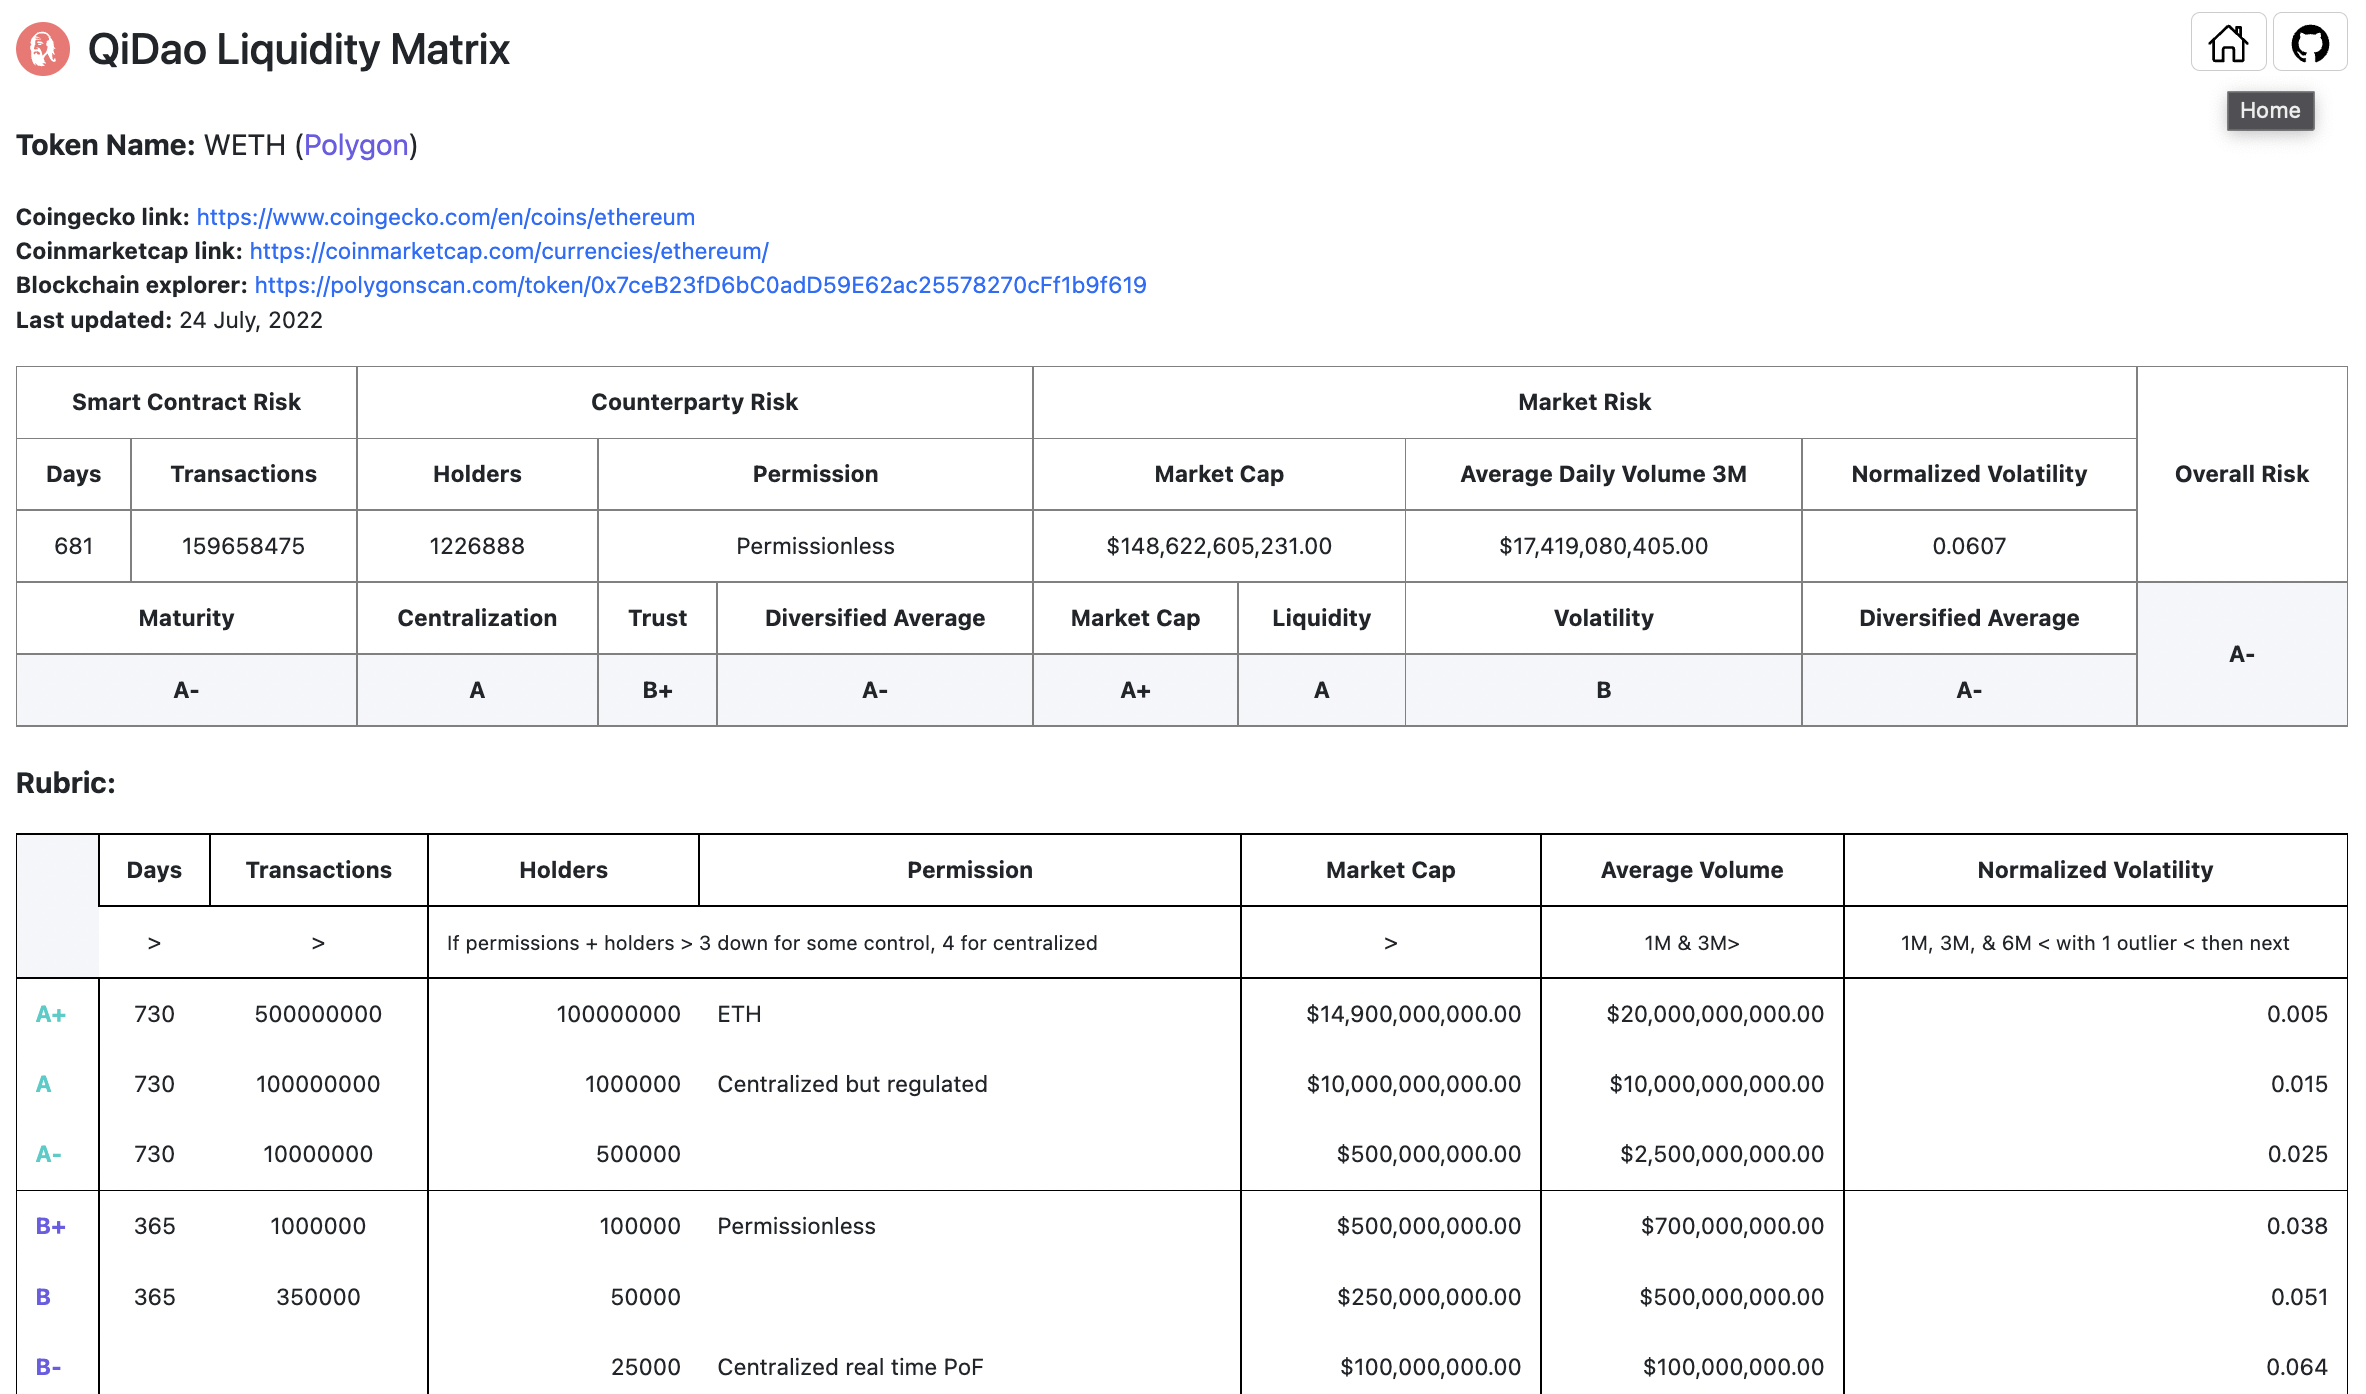 QiDao Liquidity Matrix
Home
Token Name: WETH (Polygon)
Coingecko link: https://www.coingecko.com/en/coins/ethereum
Coinmarketcap link: https://coinmarketcap.com/currencies/ethereum/
Blockchain explorer: https://polygonscan.com/token/0x7ceB23fD6bC0adD59E62ac25578270cFf1b9f619
Last updated: 24 July, 2022
Smart Contract Risk Counterparty Risk Market Risk Overall Risk
Days Transactions Holders Permission Market Cap Average Daily Volume 3M Normalized Volatility
681 159658475 1226888 Permissionless $148,622,605,231.00 $17,419,080,405.00 0.0607
Maturity Centralization Trust Diversified Average Market Cap Liquidity Volatility Diversified Average
A- A B+ A- A+ A B A- A-
Rubric:
Days Transactions Holders Permission Market Cap Average Volume Normalized Volatility
> > If permissions + holders > 3 down for some control, 4 for centralized > 1M & 3M> 1M, 3M, & 6M < with 1 outlier < then next
A+ 730 500000000 100000000 ETH $14,900,000,000.00 $20,000,000,000.00 0.005
A 730 100000000 1000000 Centralized but regulated $10,000,000,000.00 $10,000,000,000.00 0.015
A- 730 10000000 500000 $500,000,000.00 $2,500,000,000.00 0.025
B+ 365 1000000 100000 Permissionless $500,000,000.00 $700,000,000.00 0.038
B 365 350000 50000 $250,000,000.00 $500,000,000.00 0.051
B- 25000 Centralized real time PoF $100,000,000.00 $100,000,000.00 0.064